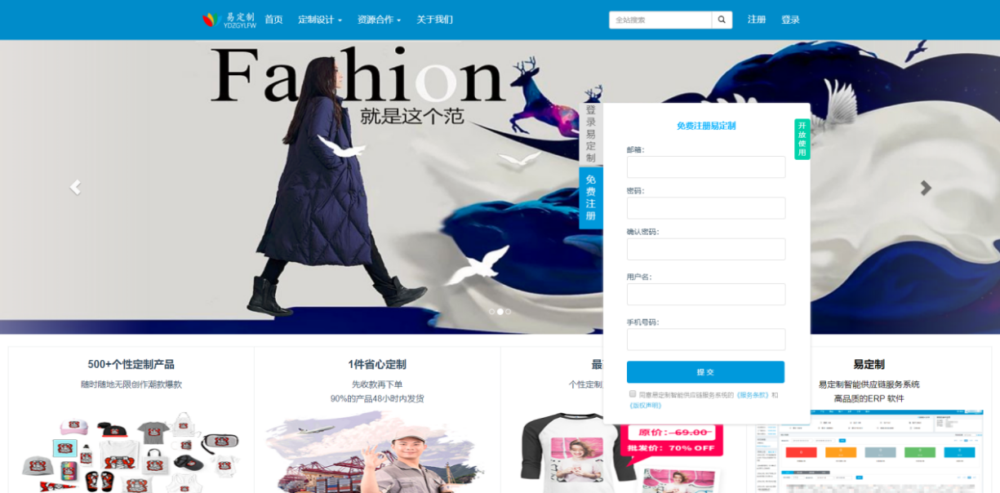 易定制
YDZGYLFW
首页
定制设计
资源合作
关于我们
全站搜索
注册
登录
Fashion
就是这个范
登录易定制
免费注册
免费注册易定制
开放使用
邮箱:
密码:
确认密码:
用户名:
手机号码:
提 交
同意易定制智能供应链服务系统的《服务条款》和
《版权声明》
500+个性定制产品
随时随地无限创作潮款爆款
1件省心定制
先收款再下单
90%的产品48小时内发货
最
个性定制
原价: 69.00
批发价: 70% OFF
易定制
易定制智能供应链服务系统
高品质的ERP 软件